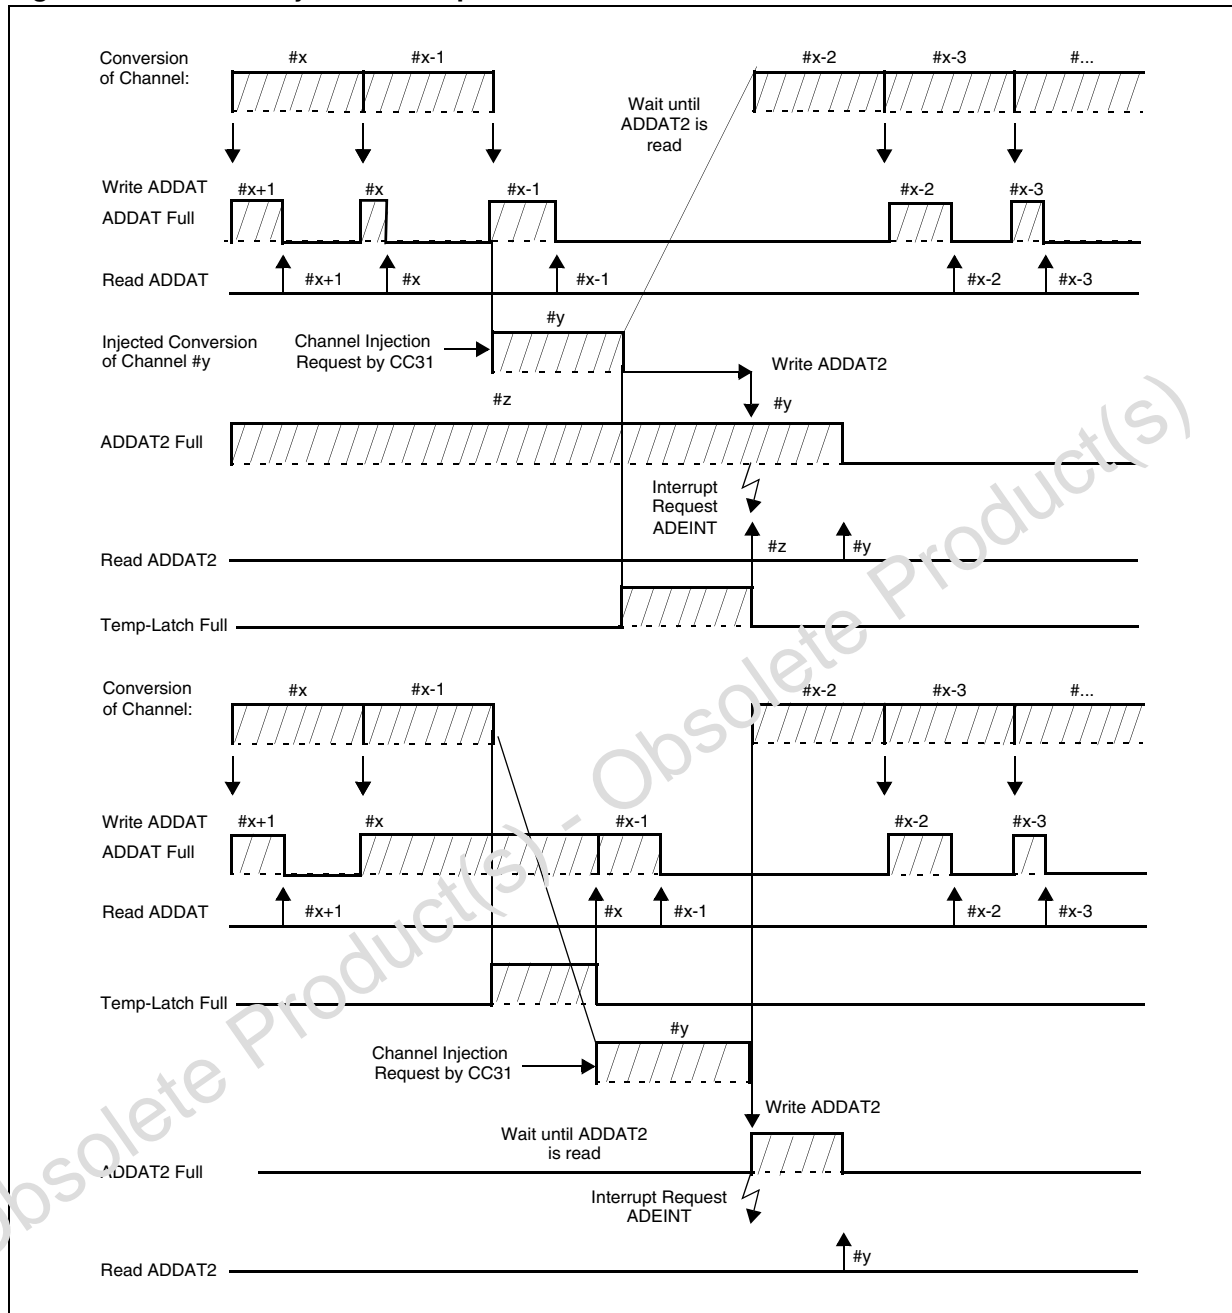 Conversion
of Channel:
#x
#x-1
#x-2
#x-3
#...
Wait until
ADDAT2 is
read
Write ADDAT
ADDAT Full
#x+1
#x
#x-1
#x-2
#x-3
Read ADDAT
#x+1
#x
#x-1
#x-2
#x-3
Injected Conversion
of Channel #y
Channel Injection
Request by CC31
#y
Write ADDAT2
#z
#y
ADDAT2 Full
Interrupt
Request
ADEINT
Read ADDAT2
#z
#y
Temp-Latch Full
Conversion
of Channel:
#x
#x-1
#x-2
#x-3
#...
Write ADDAT
ADDAT Full
#x+1
#x
#x-1
#x-2
#x-3
Read ADDAT
#x+1
#x
#x-1
#x-2
#x-3
Temp-Latch Full
Channel Injection
Request by CC31
#y
Write ADDAT2
Wait until ADDAT2
is read
ADDAT2 Full
Interrupt Request
ADEINT
Read ADDAT2
#y
Obsolete Product(s) - Obsolete Product(s)